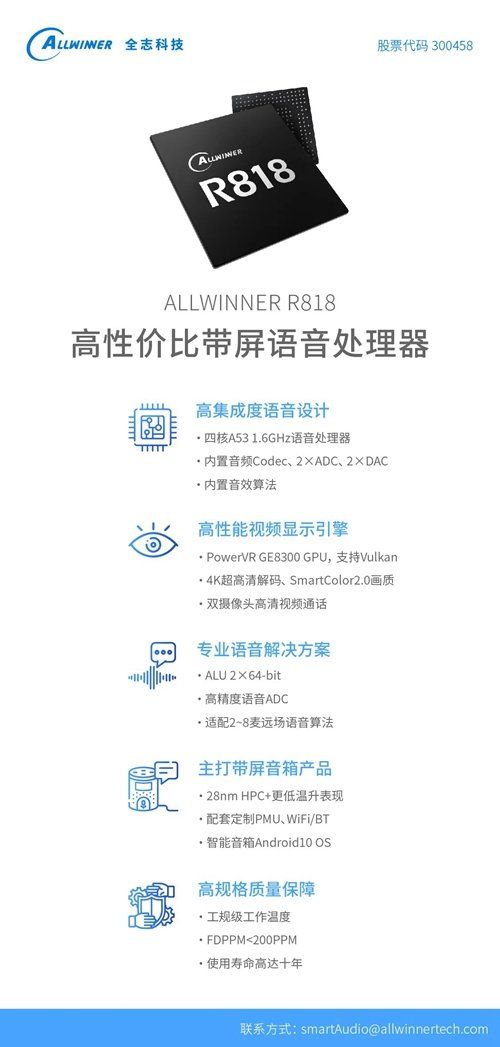 ALLWINNER 全志科技
股票代码 300458
ALLWINNER
R818
ALLWINNER R818
高性价比带屏语音处理器
高集成度语音设计
·四核A53 1.6GHz语音处理器
·内置音频Codec、2×ADC、2×DAC
·内置音效算法
高性能视频显示引擎
·PowerVR GE8300 GPU，支持Vulkan
·4K超高清解码、SmartColor2.0画质
·双摄像头高清视频通话
专业语音解决方案
·ALU 2×64-bit
·高精度语音ADC
·适配2~8麦远场语音算法
主打带屏音箱产品
·28nm HPC+更低温升表现
·配套定制PMU、WiFi/BT
·智能音箱Android10 OS
高规格质量保障
·工规级工作温度
·FDPPM<200PPM
·使用寿命高达十年
联系方式：smartAudio@allwinnertech.com